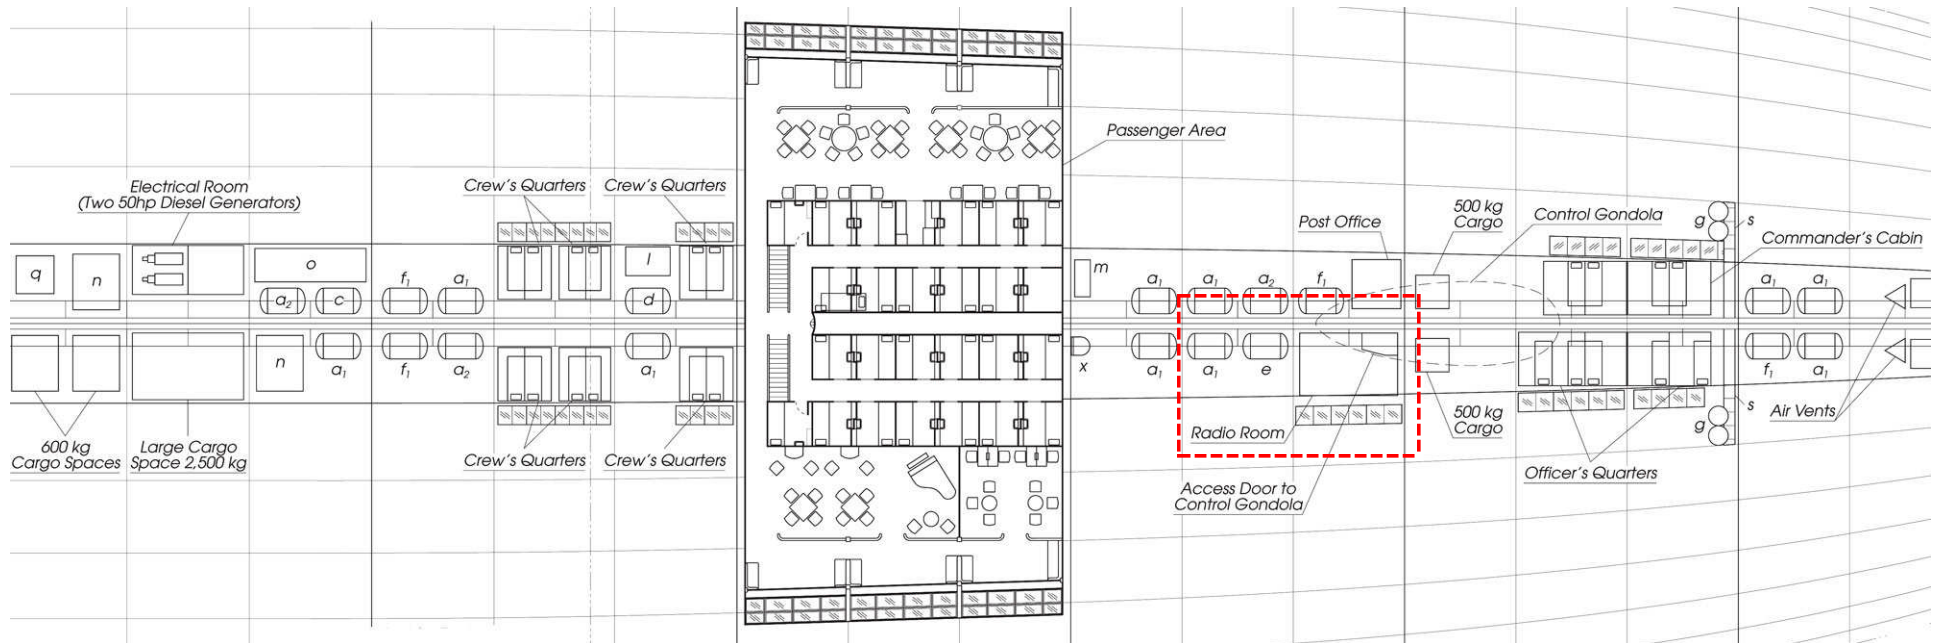 Electrical Room
(Two 50hp Diesel Generators)
Crew's Quarters
Crew's Quarters
Passenger Area
Post Office
500 kg
Cargo
Control Gondola
g
s
Commander's Cabin
q
n
o
a2
c
f1
a1
l
d
m
a1
a1
a2
f1
a1
a1
n
a1
f1
a2
a1
x
a1
a1
e
f1
a1
600 kg
Cargo Spaces
Large Cargo
Space 2,500 kg
Crew's Quarters
Crew's Quarters
Radio Room
Access Door to
Control Gondola
500 kg
Cargo
Officer's Quarters
g
s
Air Vents